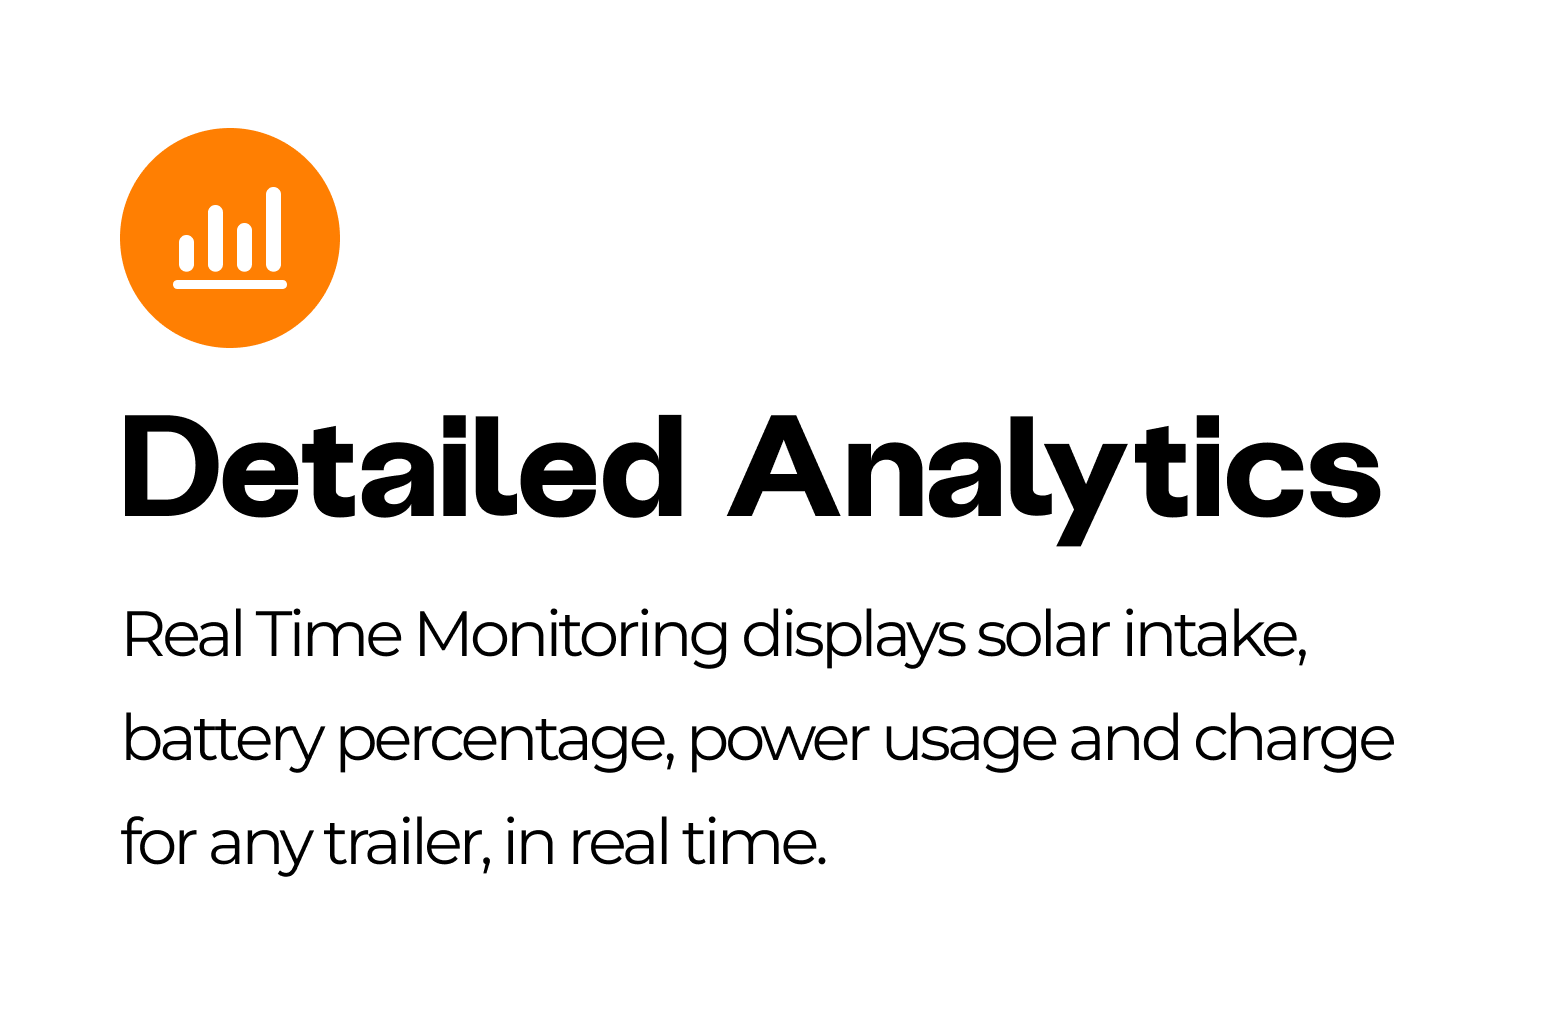 Detailed Analytics
Real Time Monitoring displays solar intake,
battery percentage, power usage and charge
for any trailer, in real time.